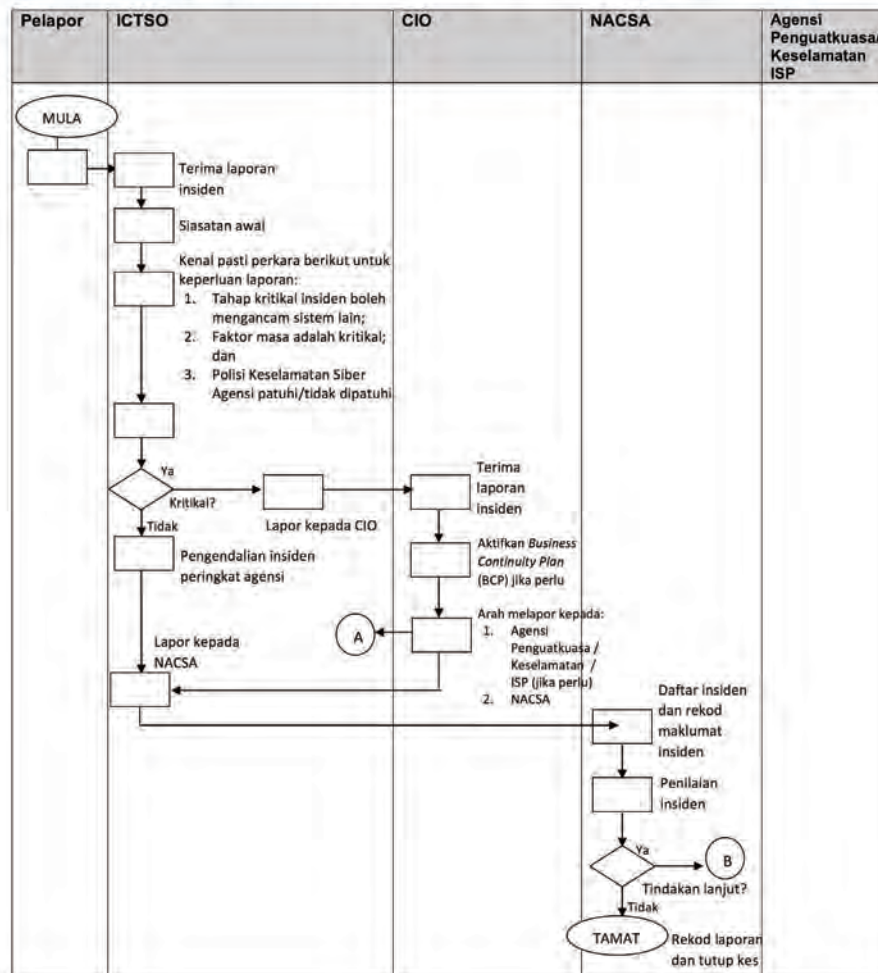 Pelapor
ICTSO
CIO
NACSA
Agensi
Penguatkuasa/
Keselamatan
ISP
MULA
Terima laporan
insiden
Siasatan awal
Kenal pasti perkara berikut untuk
keperluan laporan:
1. Tahap kritikal insiden boleh
mengancam sistem lain;
2. Faktor masa adalah kritikal;
dan
3. Polisi Keselamatan Siber
Agensi patuhi/tidak dipatuhi.
Ya
Kritikal?
Tidak
Lapor kepada CIO
Terima
laporan
insiden
Pengendalian insiden
peringkat agensi
Aktifkan Business
Continuity Plan
(BCP) jika perlu
Arah melapor kepada:
1. Agensi
Penguatkuasa /
Keselamatan /
ISP (jika perlu)
2. NACSA
A
Lapor kepada
NACSA
Daftar insiden
dan rekod
maklumat
insiden
Penilaian
insiden
Ya
B
Tindakan lanjut?
Tidak
TAMAT
Rekod laporan
dan tutup kes